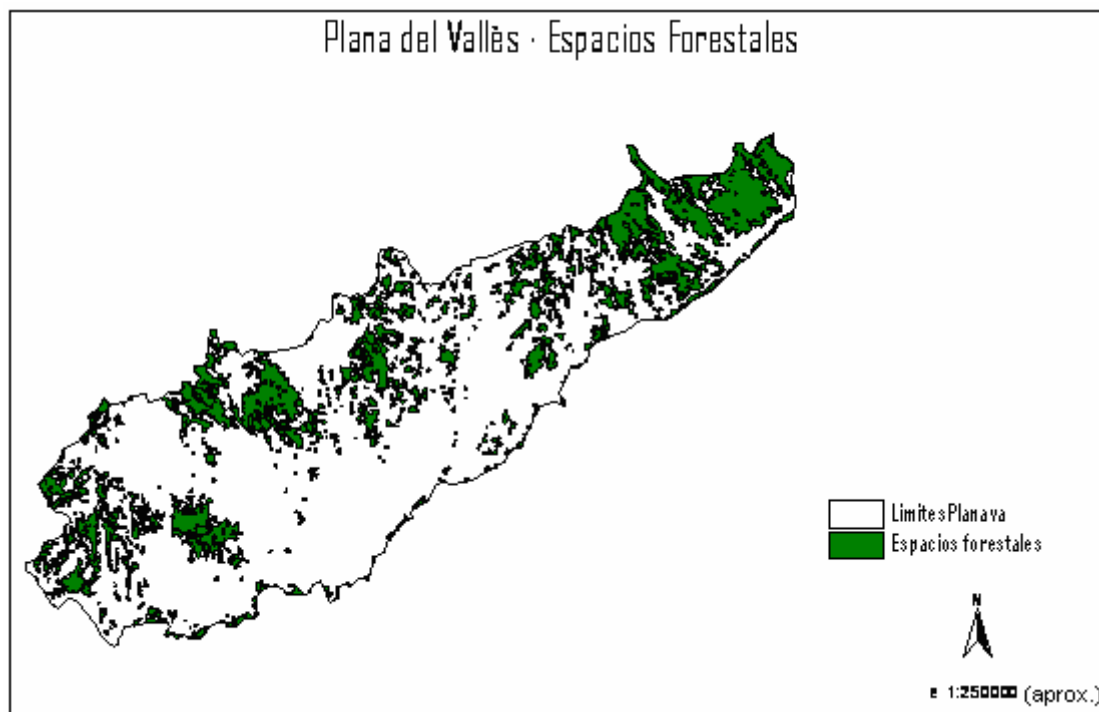 Plana del Vallès · Espacios Forestales
Limites Planava
Espacios forestales
N
e 1:250000 (aprox.)